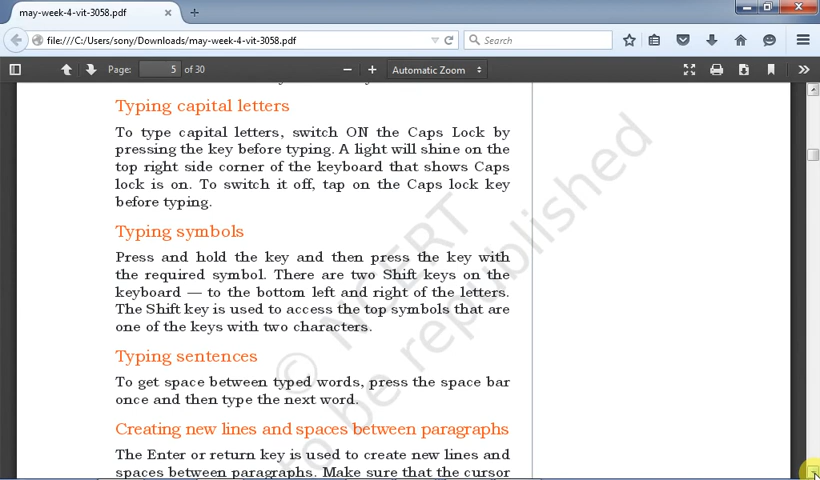 may-week-4-vit-3058.pdf
file:///C:/Users/sony/Downloads/may-week-4-vit-3058.pdf
Search
Page: 5 of 30
Automatic Zoom
Typing capital letters
To type capital letters, switch ON the Caps Lock by
pressing the key before typing. A light will shine on the
top right side corner of the keyboard that shows Caps
lock is on. To switch it off, tap on the Caps lock key
before typing.
Typing symbols
Press and hold the key and then press the key with
the required symbol. There are two Shift keys on the
keyboard — to the bottom left and right of the letters.
The Shift key is used to access the top symbols that are
one of the keys with two characters.
Typing sentences
To get space between typed words, press the space bar
once and then type the next word.
Creating new lines and spaces between paragraphs
The Enter or return key is used to create new lines and
spaces between paragraphs. Make sure that the cursor
© NCERT
to be republished